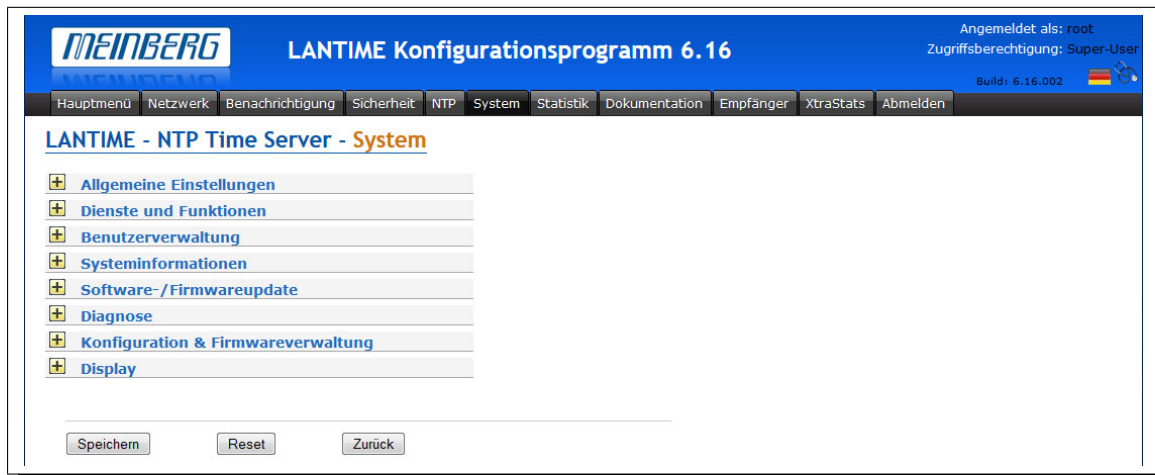 MEINBERG
LANTIME Konfigurationsprogramm 6.16
Angemeldet als: root
Zugriffsberechtigung: Super-User
Build: 6.16.002
Hauptmenü Netzwerk Benachrichtigung Sicherheit NTP System Statistik Dokumentation Empfänger XtraStats Abmelden
LANTIME - NTP Time Server - System
Allgemeine Einstellungen
Dienste und Funktionen
Benutzerverwaltung
Systeminformationen
Software-/Firmwareupdate
Diagnose
Konfiguration & Firmwareverwaltung
Display
Speichern Reset Zurück